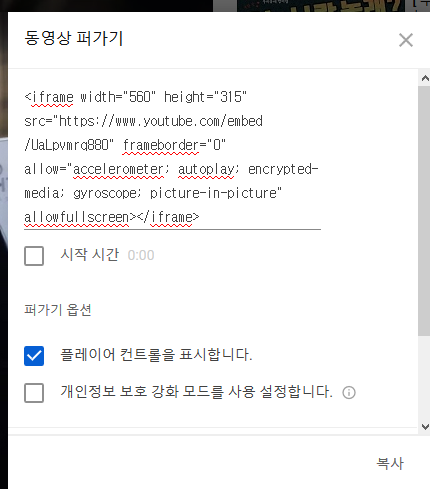 동영상 퍼가기
<iframe width="560" height="315"
src="https://www.youtube.com/embed
/UaLpvmrq880" frameborder="0"
allow="accelerometer; autoplay; encrypted-
media; gyroscope; picture-in-picture"
allowfullscreen></iframe>
시작 시간 0:00
퍼가기 옵션
플레이어 컨트롤을 표시합니다.
개인정보 보호 강화 모드를 사용 설정합니다.
복사